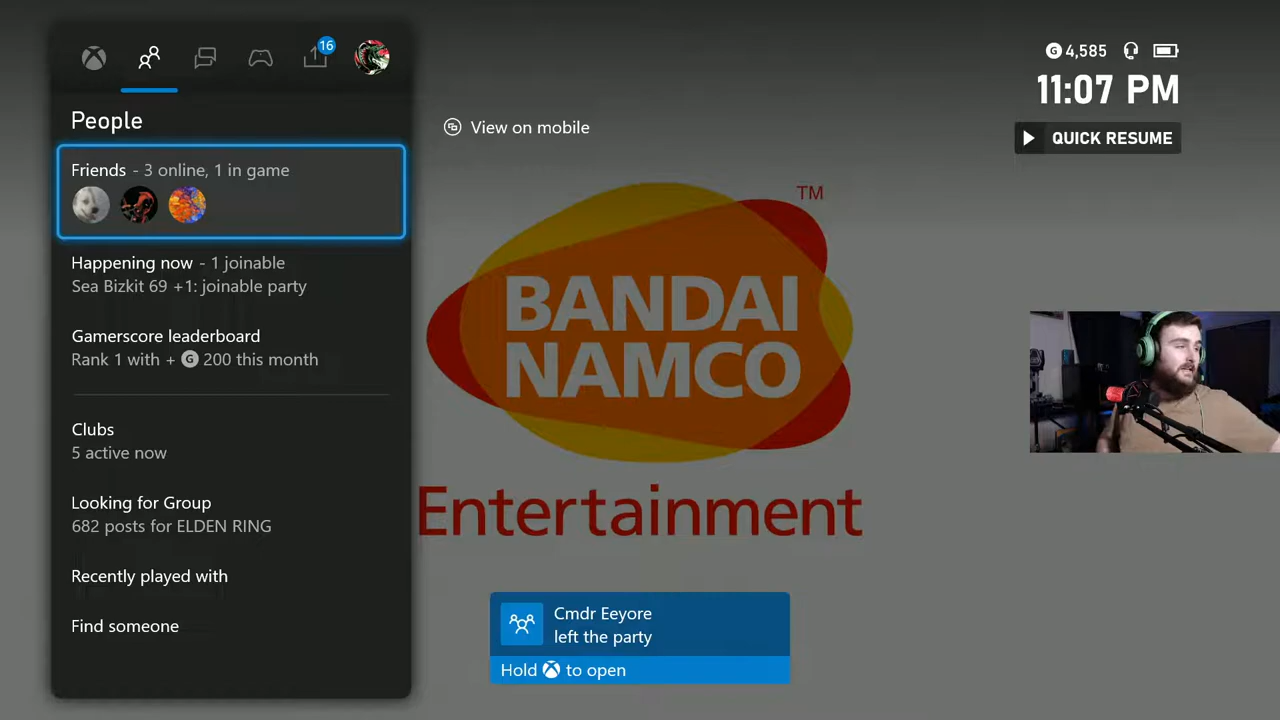 16
People
Friends - 3 online, 1 in game
Happening now - 1 joinable
Sea Bizkit 69 +1: joinable party
Gamerscore leaderboard
Rank 1 with + G 200 this month
Clubs
5 active now
Looking for Group
682 posts for ELDEN RING
Recently played with
Find someone
View on mobile
G 4,585
11:07 PM
QUICK RESUME
TM
BANDAI
NAMCO
Entertainment
Cmdr Eeyore
left the party
Hold to open